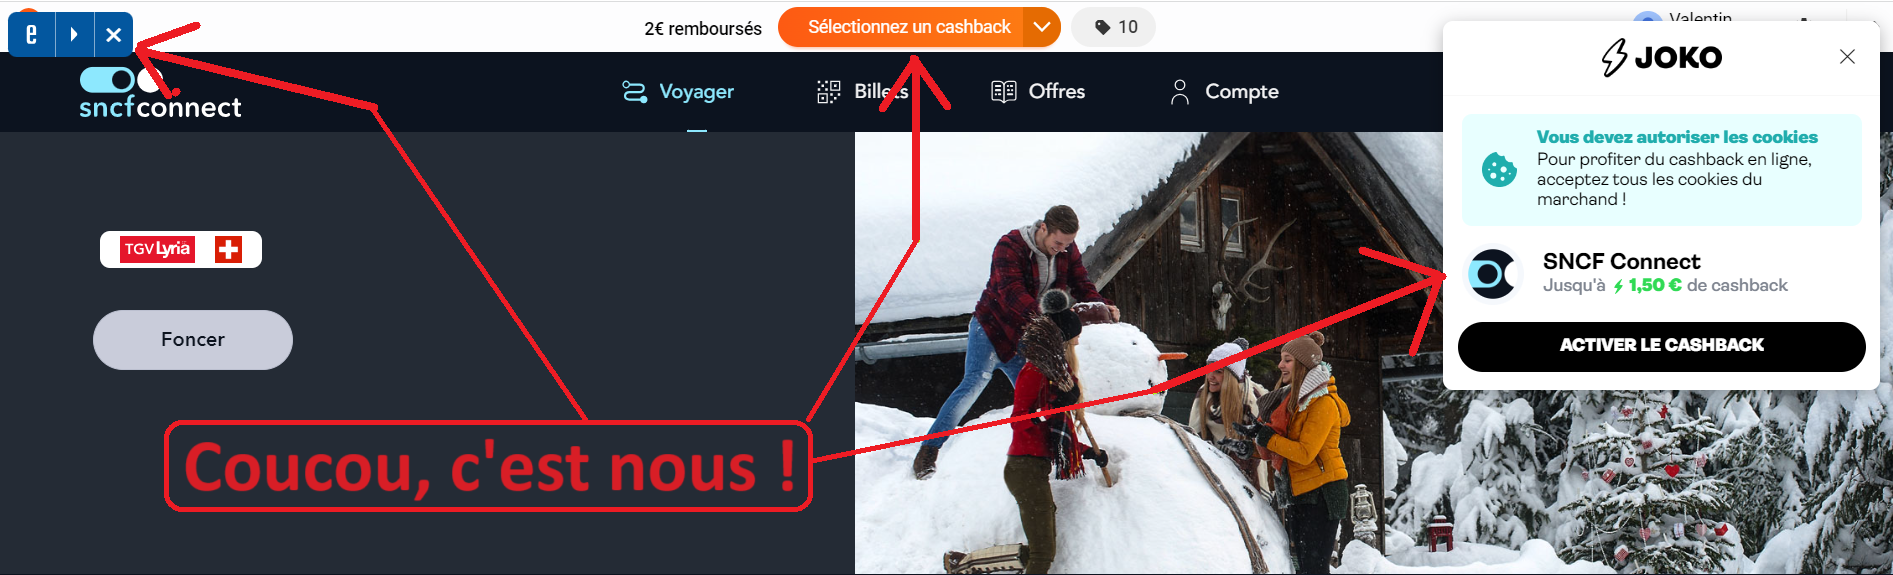 e
2€ remboursés
Sélectionnez un cashback
10
sncf connect
Voyager
Billets
Offres
Compte
JOKO
Vous devez autoriser les cookies
Pour profiter du cashback en ligne,
acceptez tous les cookies du
marchand !
SNCF Connect
Jusqu'à 1,50 € de cashback
ACTIVER LE CASHBACK
TGV Lyria
Foncer
Coucou, c'est nous !